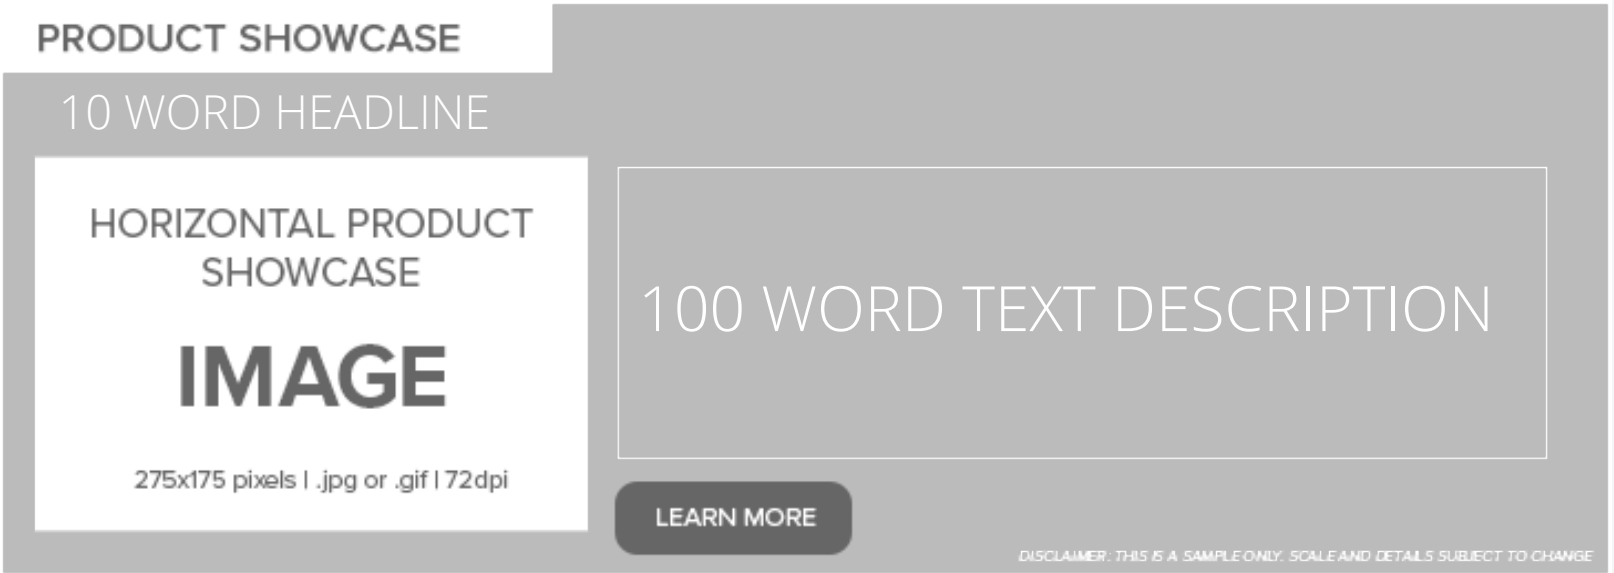 PRODUCT SHOWCASE
10 WORD HEADLINE
HORIZONTAL PRODUCT
SHOWCASE
IMAGE
275x175 pixels | .jpg or .gif | 72dpi
100 WORD TEXT DESCRIPTION
LEARN MORE
DISCLAIMER: THIS IS A SAMPLE ONLY. SCALE AND DETAILS SUBJECT TO CHANGE